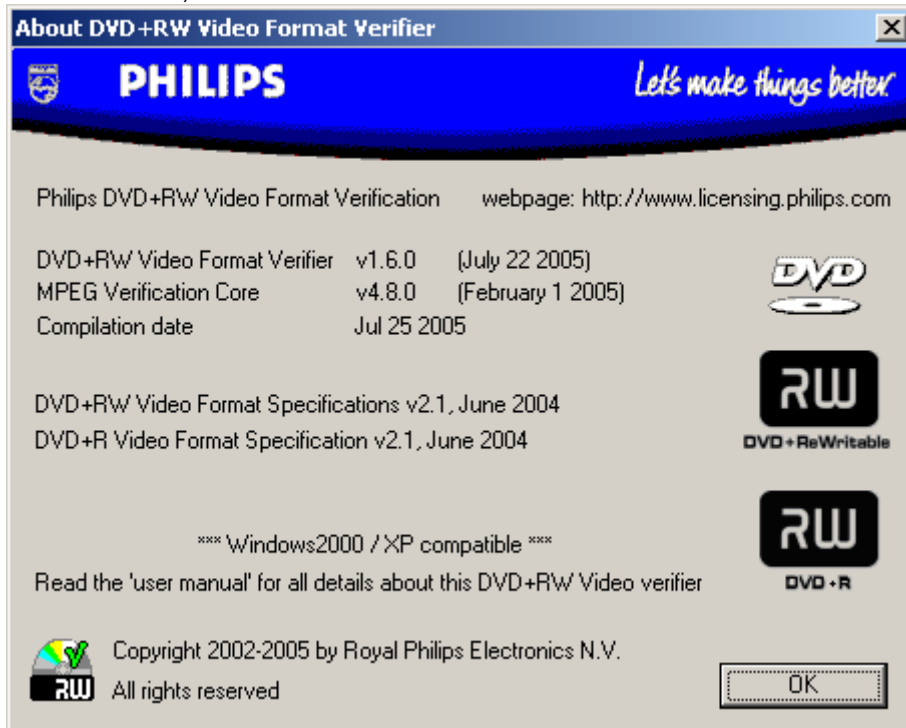 About DVD+RW Video Format Verifier
PHILIPS
Let's make things better.
Philips DVD+RW Video Format Verification webpage: http://www.licensing.philips.com
DVD+RW Video Format Verifier v1.6.0 (July 22 2005)
MPEG Verification Core v4.8.0 (February 1 2005)
Compilation date Jul 25 2005
DVD
DVD+RW Video Format Specifications v2.1, June 2004
DVD+R Video Format Specification v2.1, June 2004
RW
DVD+ReWritable
*** Windows2000 / XP compatible ***
Read the 'user manual' for all details about this DVD+RW Video verifier
RW
DVD+R
Copyright 2002-2005 by Royal Philips Electronics N.V.
All rights reserved
RW
OK